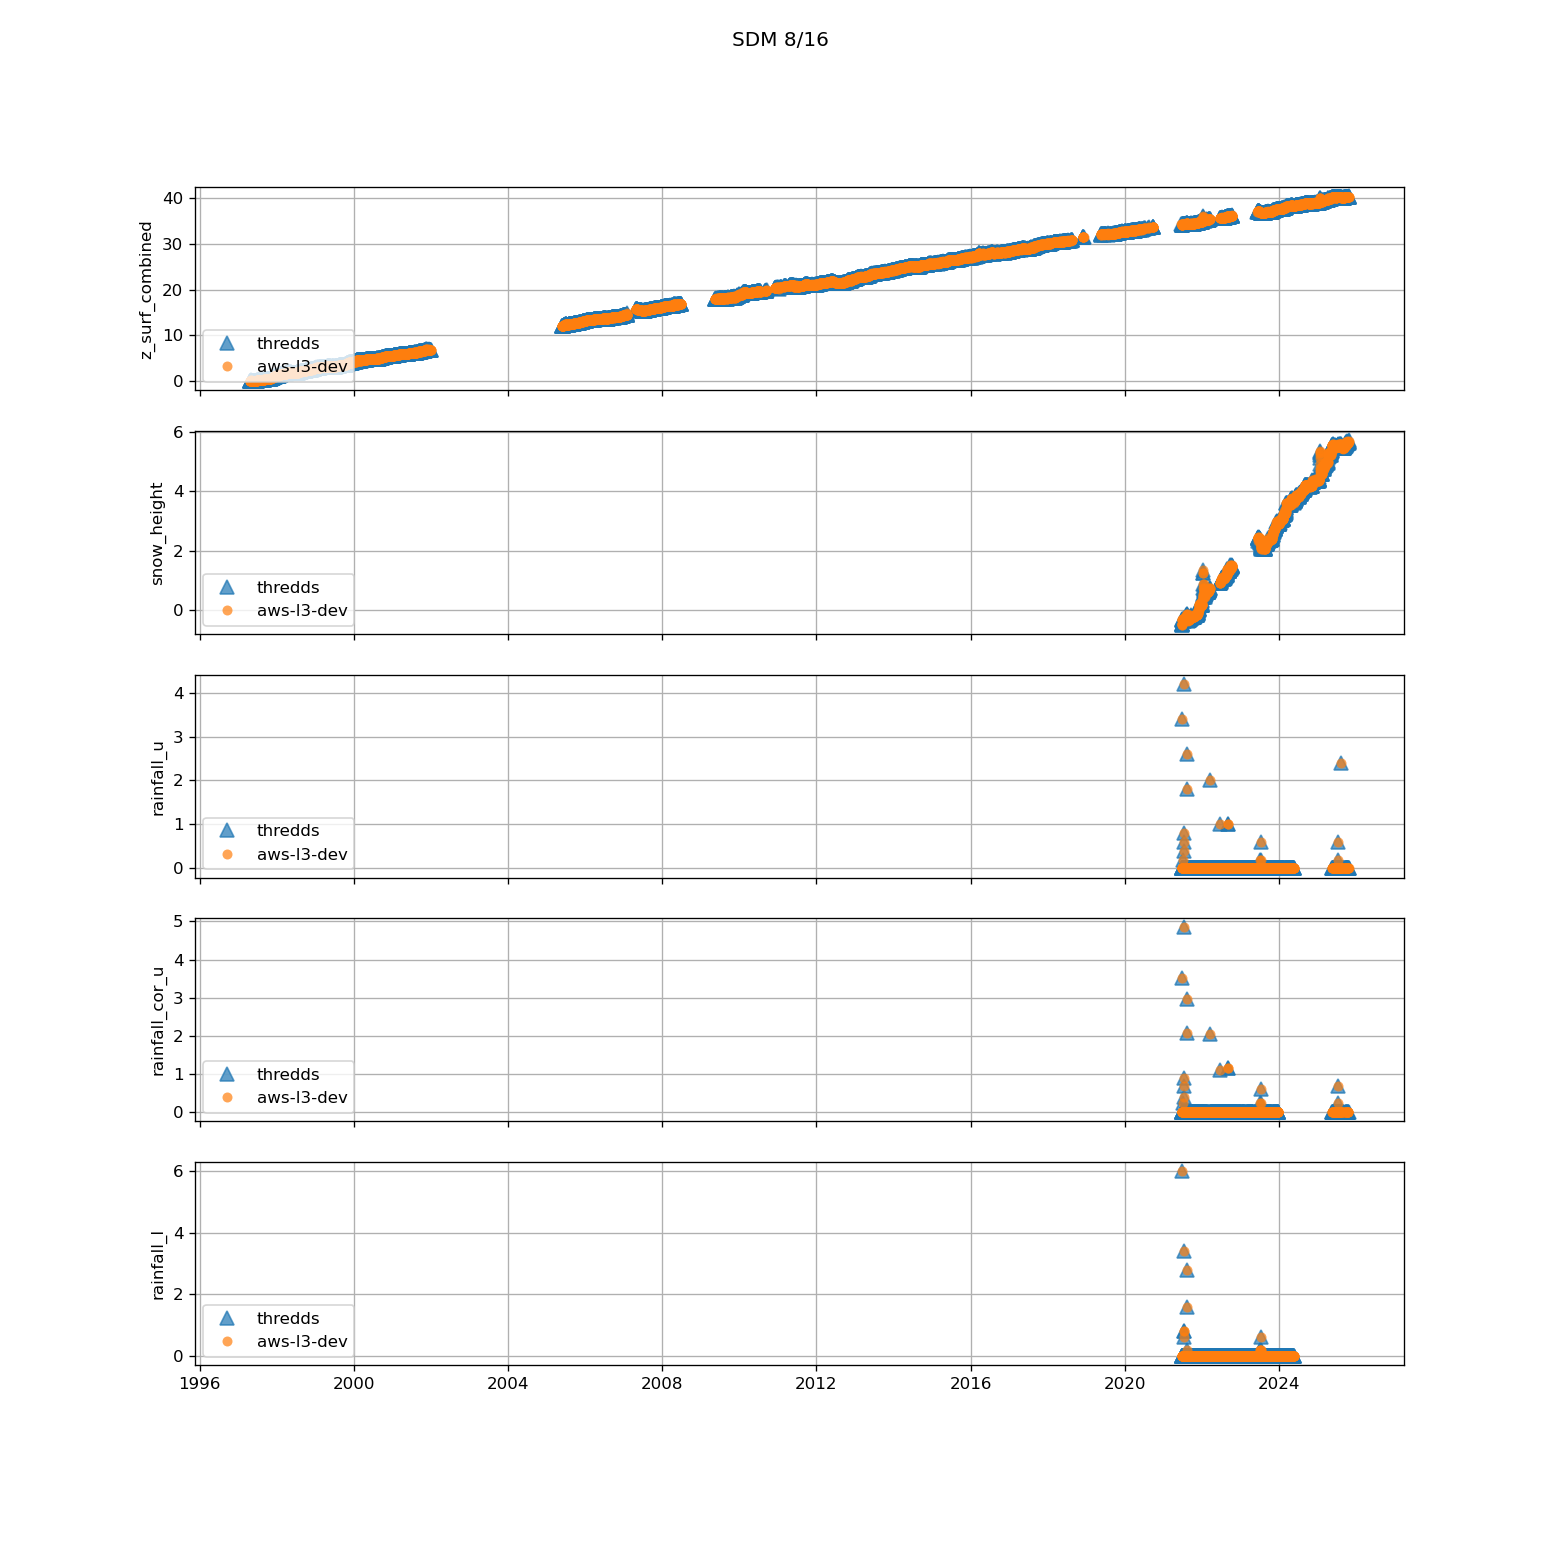 SDM 8/16
z_surf_combined
40
30
20
10
0
thredds
aws-l3-dev
snow_height
6
4
2
0
thredds
aws-l3-dev
rainfall_u
4
3
2
1
0
thredds
aws-l3-dev
rainfall_cor_u
5
4
3
2
1
0
thredds
aws-l3-dev
rainfall_l
6
4
2
0
thredds
aws-l3-dev
1996 2000 2004 2008 2012 2016 2020 2024